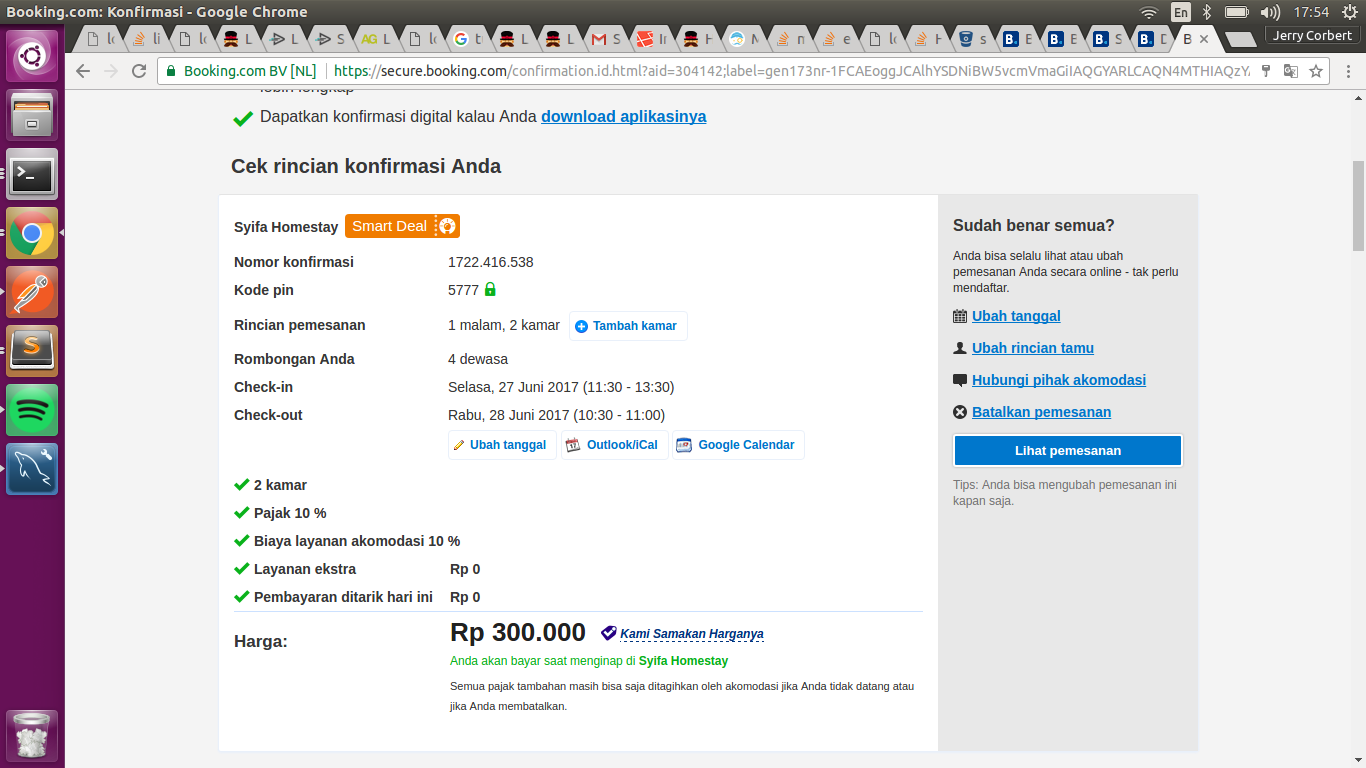 Booking.com: Konfirmasi - Google Chrome
En
17:54
Jerry Corbert
Booking.com BV [NL]
https://secure.booking.com/confirmation.id.html?aid=304142;label=gen173nr-1FCAEoggJCAlhYSDNiBW5vcmVmaGiIAQGYARLCAQN4MTHIAQzY
Dapatkan konfirmasi digital kalau Anda download aplikasinya
Cek rincian konfirmasi Anda
Syifa Homestay Smart Deal
Nomor konfirmasi 1722.416.538
Kode pin 5777
Rincian pemesanan 1 malam, 2 kamar Tambah kamar
Rombongan Anda 4 dewasa
Check-in Selasa, 27 Juni 2017 (11:30 - 13:30)
Check-out Rabu, 28 Juni 2017 (10:30 - 11:00)
Ubah tanggal Outlook/iCal Google Calendar
2 kamar
Pajak 10 %
Biaya layanan akomodasi 10 %
Layanan ekstra Rp 0
Pembayaran ditarik hari ini Rp 0
Harga: Rp 300.000 Kami Samakan Harganya
Anda akan bayar saat menginap di Syifa Homestay
Semua pajak tambahan masih bisa saja ditagihkan oleh akomodasi jika Anda tidak datang atau
jika Anda membatalkan.
Sudah benar semua?
Anda bisa selalu lihat atau ubah
pemesanan Anda secara online - tak perlu
mendaftar.
Ubah tanggal
Ubah rincian tamu
Hubungi pihak akomodasi
Batalkan pemesanan
Lihat pemesanan
Tips: Anda bisa mengubah pemesanan ini
kapan saja.